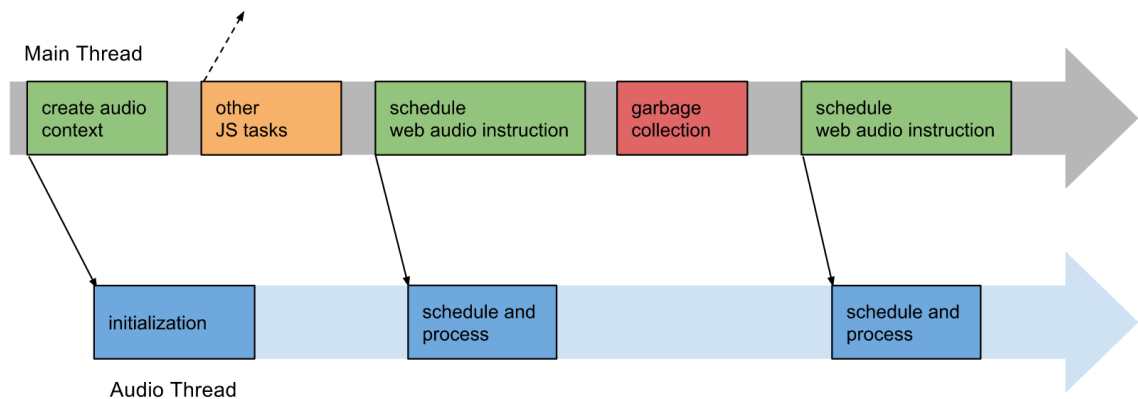 Main Thread
create audio
context
other
JS tasks
schedule
web audio instruction
garbage
collection
schedule
web audio instruction
initialization
schedule and
process
schedule and
process
Audio Thread